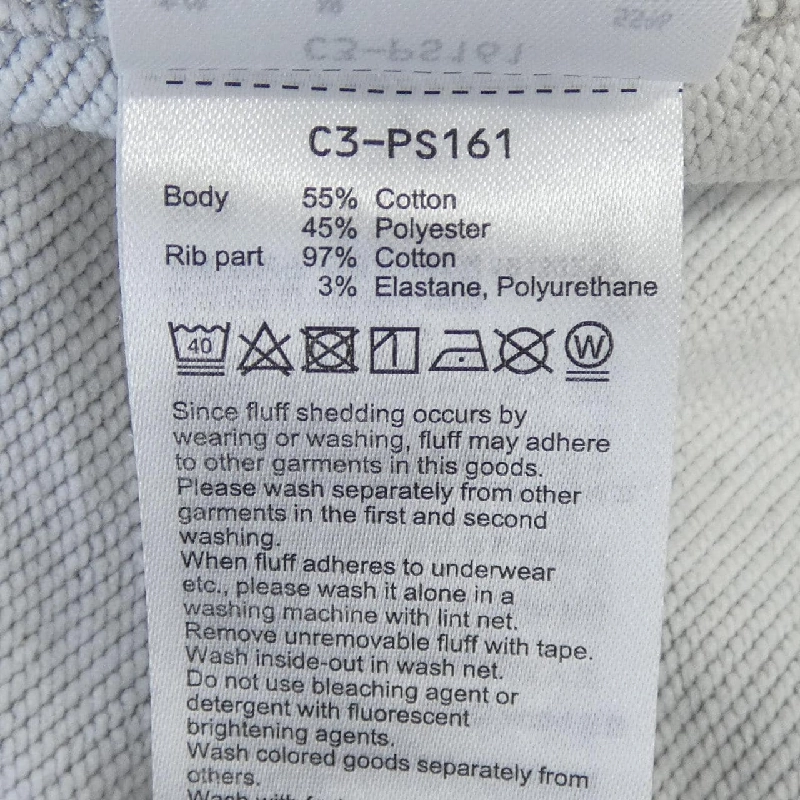 C3-PS161
Body 55% Cotton
45% Polyester
Rib part 97% Cotton
3% Elastane, Polyurethane
40 W
Since fluff shedding occurs by
wearing or washing, fluff may adhere
to other garments in this goods.
Please wash separately from other
garments in the first and second
washing.
When fluff adheres to underwear
etc., please wash it alone in a
washing machine with lint net.
Remove unremovable fluff with tape.
Wash inside-out in wash net.
Do not use bleaching agent or
detergent with fluorescent
brightening agents.
Wash colored goods separately from
others.